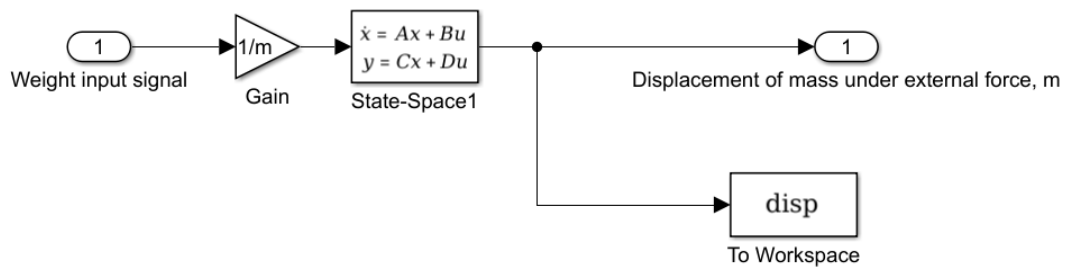 1
Weight input signal
1/m
Gain
ẋ = Ax + Bu
y = Cx + Du
State-Space1
1
Displacement of mass under external force, m
disp
To Workspace